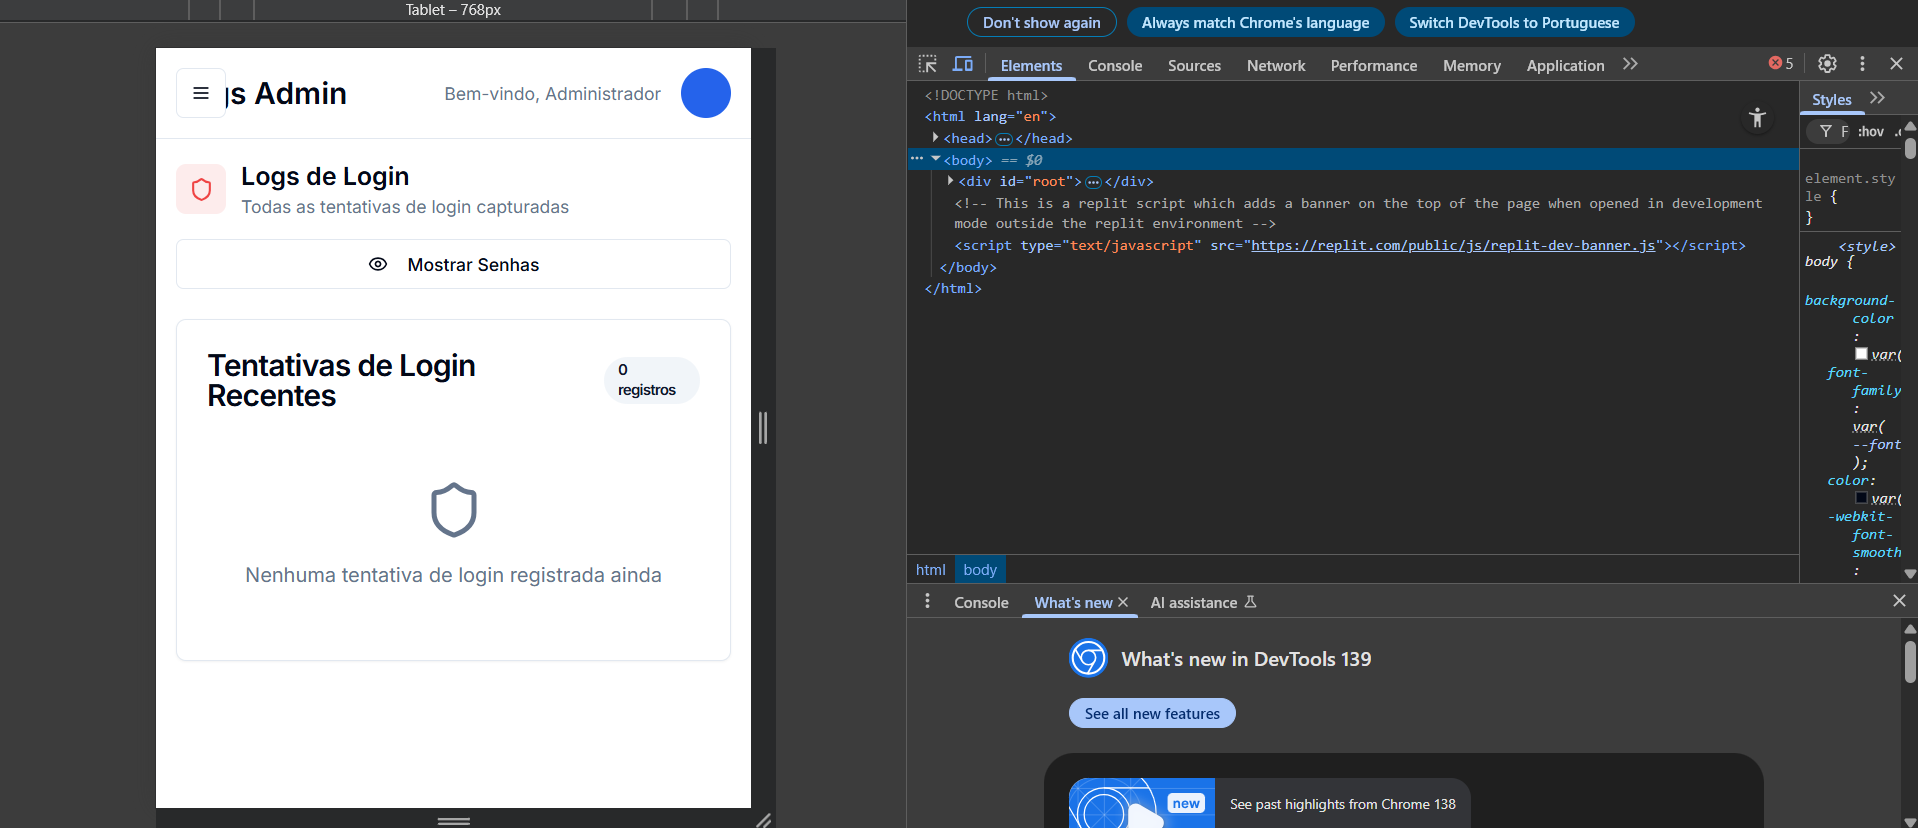 Tablet – 768px
gs Admin
Bem-vindo, Administrador
Logs de Login
Todas as tentativas de login capturadas
Mostrar Senhas
Tentativas de Login
Recentes
0
registros
Nenhuma tentativa de login registrada ainda
Don't show again
Always match Chrome's language
Switch DevTools to Portuguese
Elements
Console
Sources
Network
Performance
Memory
Application
5
<!DOCTYPE html>
<html lang="en">
<head> ... </head>
<body> == $0
<div id="root"> ... </div>
<!-- This is a replit script which adds a banner on the top of the page when opened in development
mode outside the replit environment -->
<script type="text/javascript" src="https://replit.com/public/js/replit-dev-banner.js"></script>
</body>
</html>
html
body
Styles
F
:hov
.c
element.sty
le {
}
<style>
body {
background-
color
:
var(
font-
family
:
var(
--font
);
color:
var(
-webkit-
font-
smooth
:
Console
What's new
AI assistance
What's new in DevTools 139
See all new features
new
See past highlights from Chrome 138